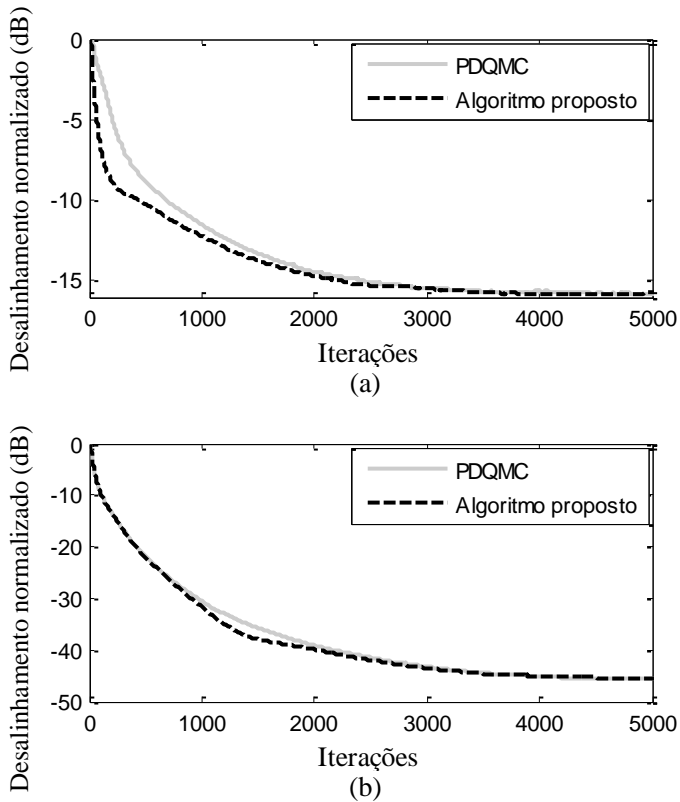 Desalinhamento normalizado (dB)
0
-5
-10
-15
PDQMC
Algoritmo proposto
0 1000 2000 3000 4000 5000
Iterações
(a)
Desalinhamento normalizado (dB)
0
-10
-20
-30
-40
-50
PDQMC
Algoritmo proposto
0 1000 2000 3000 4000 5000
Iterações
(b)